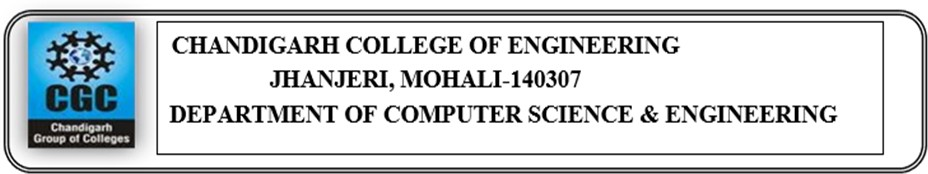 CGC
Chandigarh
Group of Colleges
CHANDIGARH COLLEGE OF ENGINEERING
JHANJERI, MOHALI-140307
DEPARTMENT OF COMPUTER SCIENCE & ENGINEERING